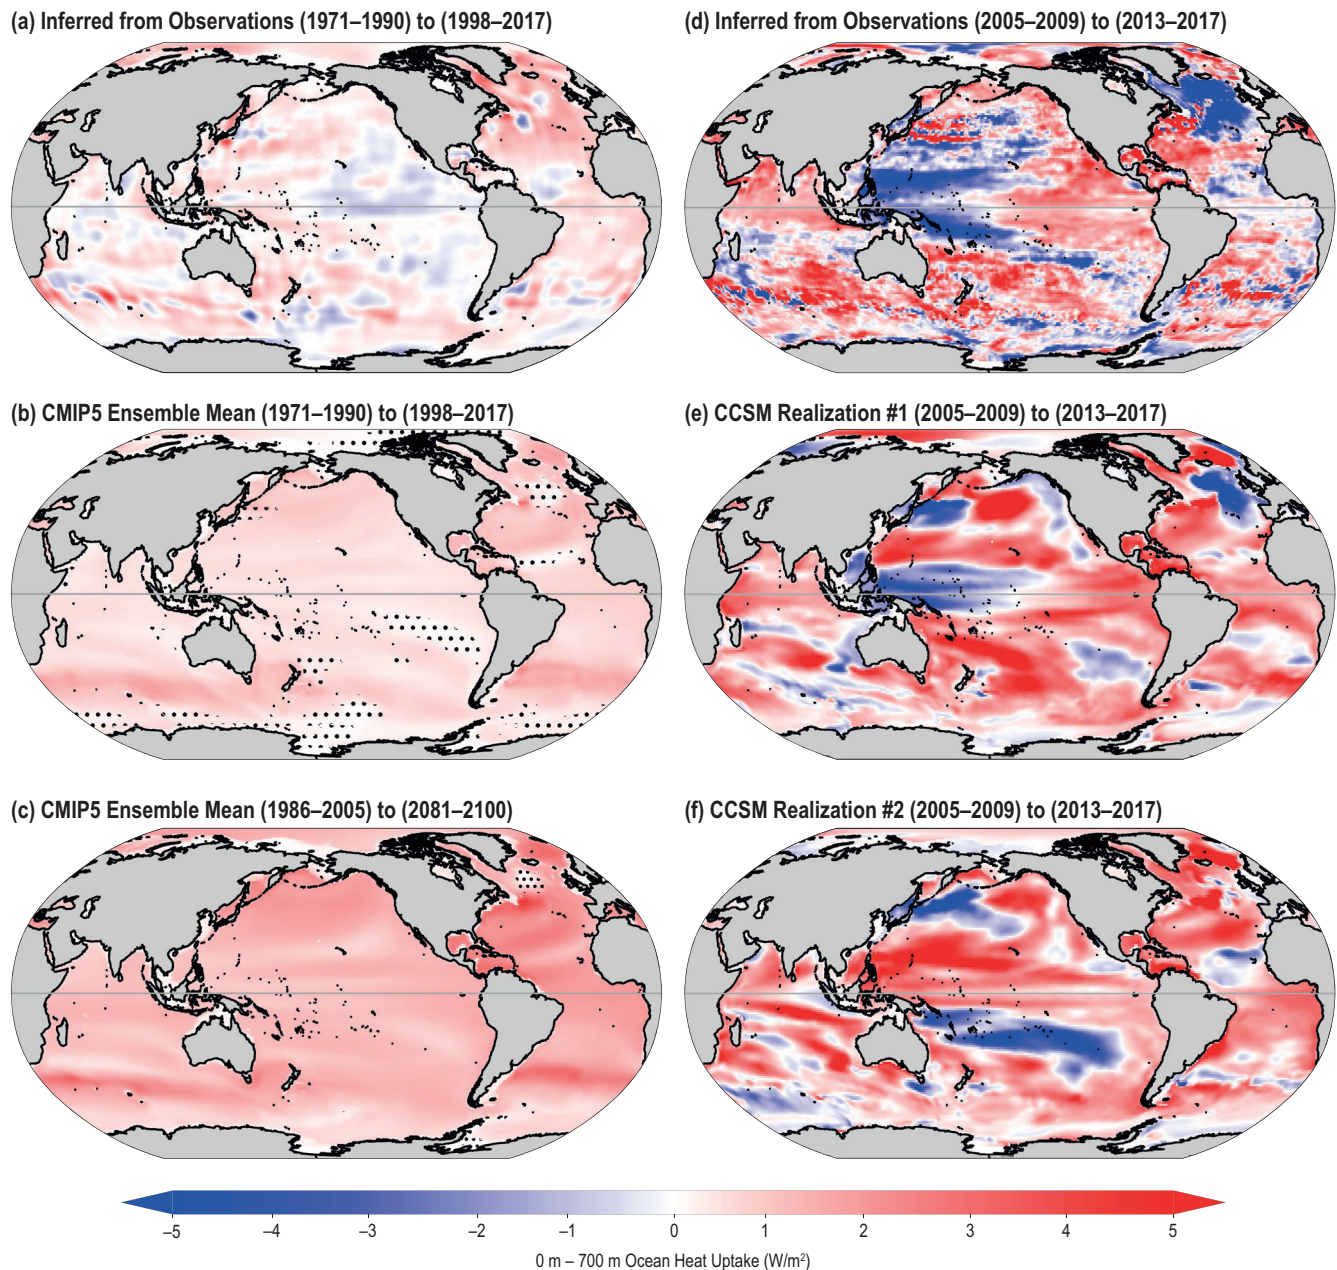 (a) Inferred from Observations (1971–1990) to (1998–2017)
(d) Inferred from Observations (2005–2009) to (2013–2017)
(b) CMIP5 Ensemble Mean (1971–1990) to (1998–2017)
(e) CCSM Realization #1 (2005–2009) to (2013–2017)
(c) CMIP5 Ensemble Mean (1986–2005) to (2081–2100)
(f) CCSM Realization #2 (2005–2009) to (2013–2017)
–5 –4 –3 –2 –1 0 1 2 3 4 5
0 m – 700 m Ocean Heat Uptake (W/m²)